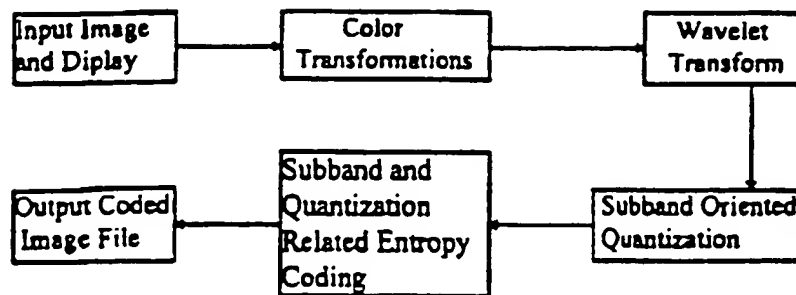 Input Image
and Diplay
Color
Transformations
Wavelet
Transform
Subband Oriented
Quantization
Subband and
Quantization
Related Entropy
Coding
Output Coded
Image File